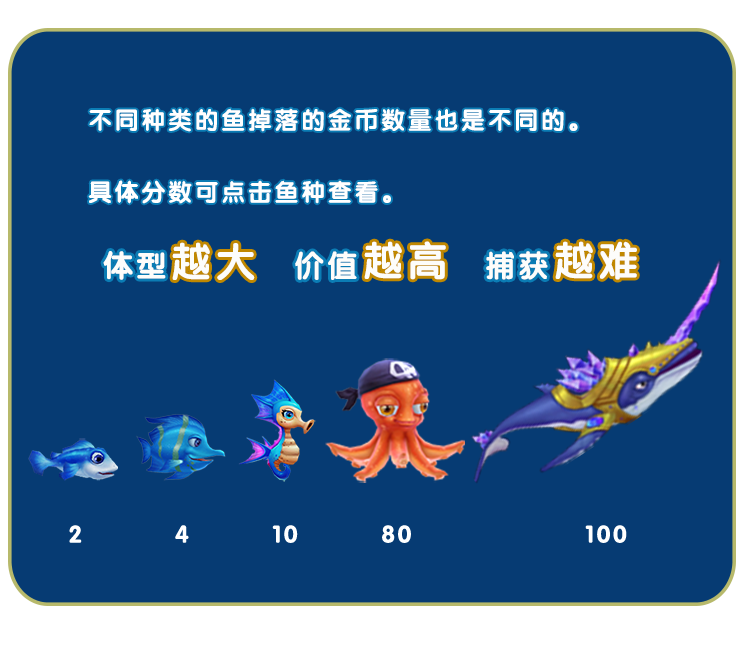 不同种类的鱼掉落的金币数量也是不同的。
具体分数可点击鱼种查看。
体型越大 价值越高 捕获越难
2 4 10 80 100